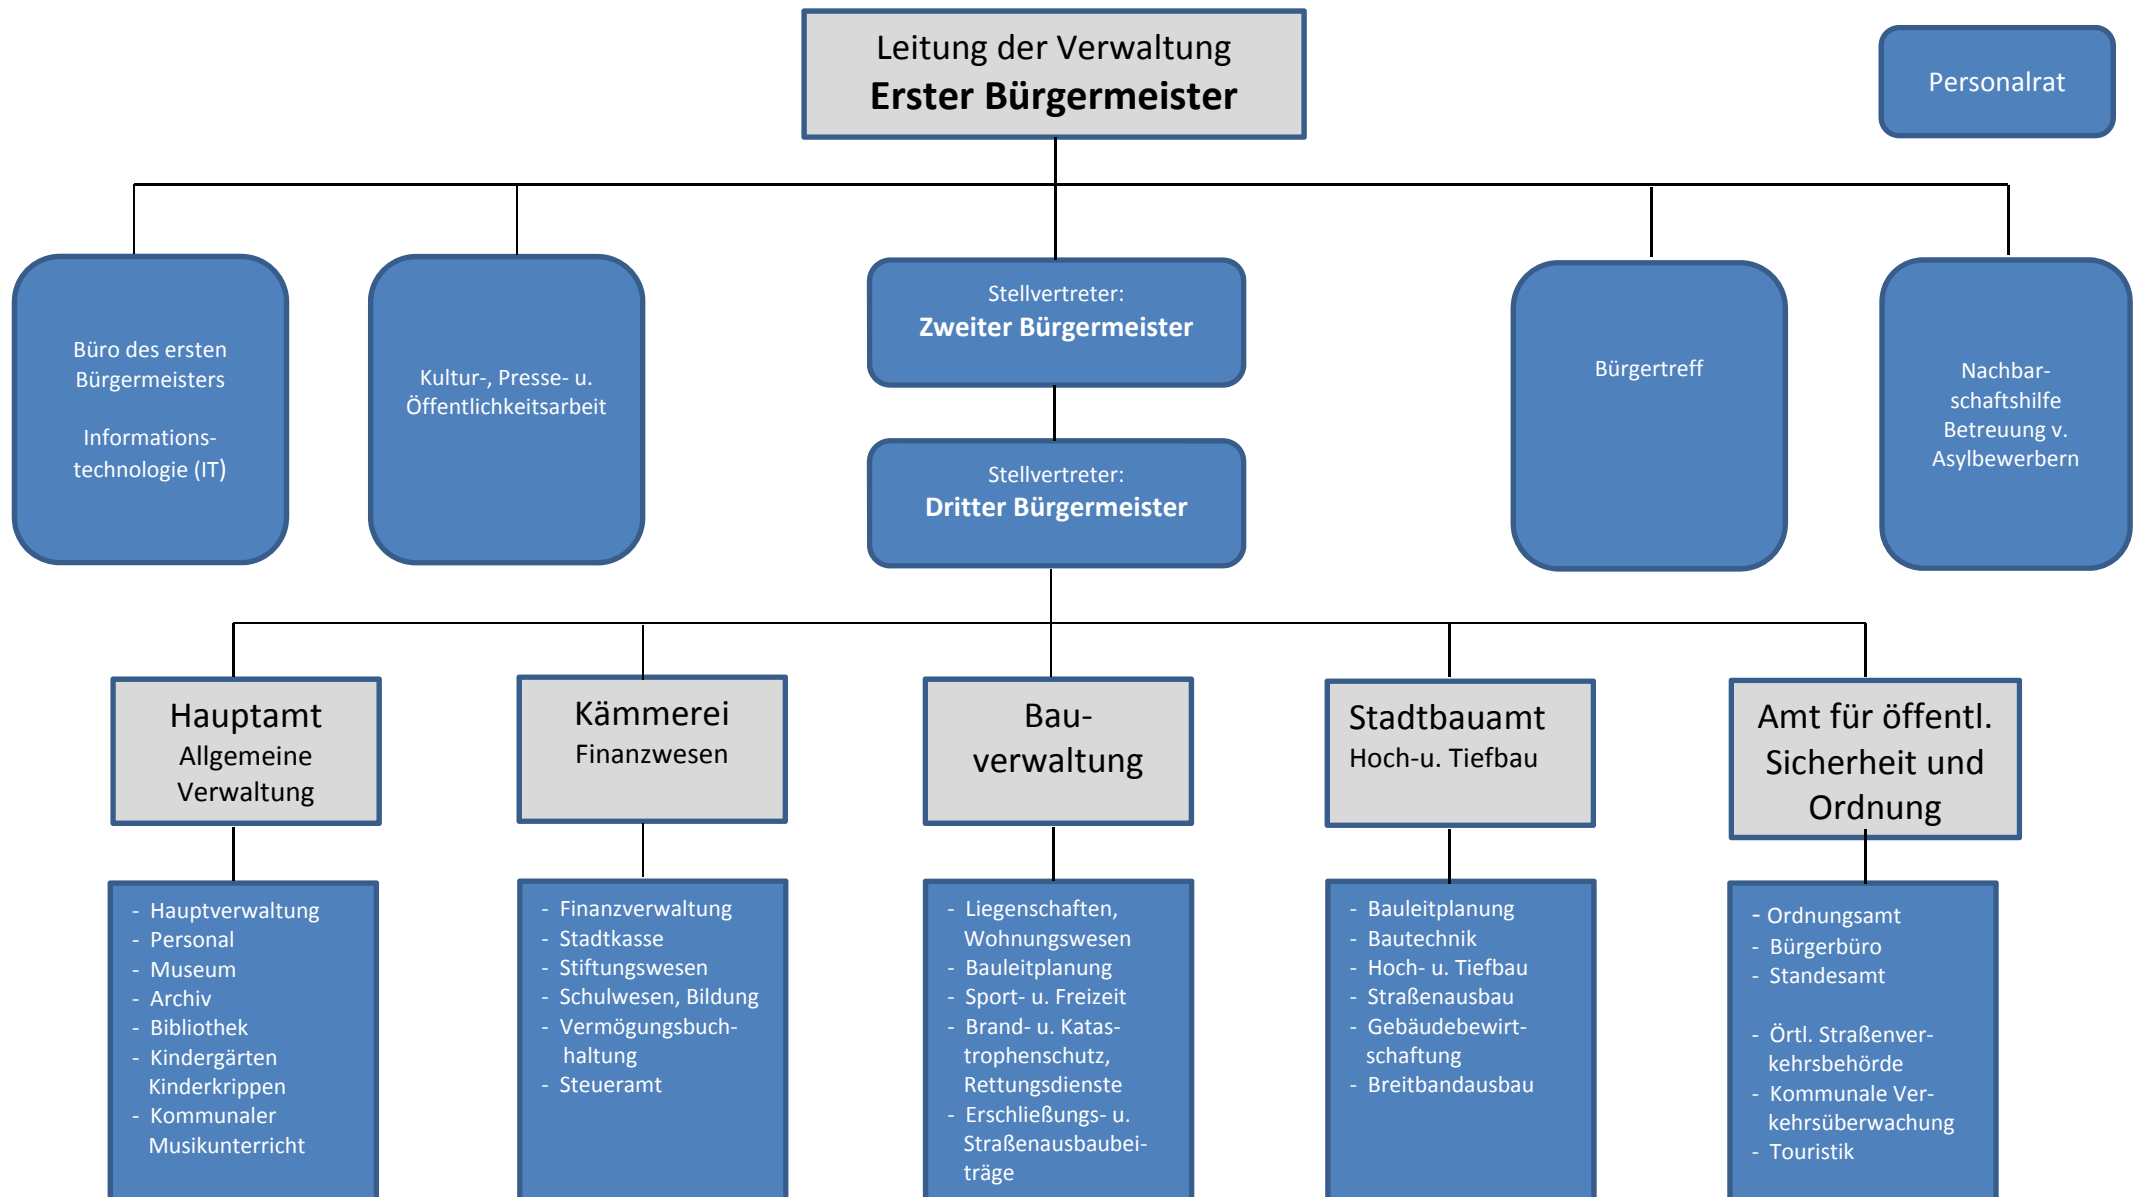 Leitung der Verwaltung
Erster Bürgermeister
Personalrat
Büro des ersten
Bürgermeisters
Informations-
technologie (IT)
Kultur-, Presse- u.
Öffentlichkeitsarbeit
Stellvertreter:
Zweiter Bürgermeister
Stellvertreter:
Dritter Bürgermeister
Bürgertreff
Nachbar-
schaftshilfe
Betreuung v.
Asylbewerbern
Hauptamt
Allgemeine
Verwaltung
Kämmerei
Finanzwesen
Bau-
verwaltung
Stadtbauamt
Hoch-u. Tiefbau
Amt für öffentl.
Sicherheit und
Ordnung
- Hauptverwaltung
- Personal
- Museum
- Archiv
- Bibliothek
- Kindergärten
Kinderkrippen
- Kommunaler
Musikunterricht
- Finanzverwaltung
- Stadtkasse
- Stiftungswesen
- Schulwesen, Bildung
- Vermögungsbuch-
haltung
- Steueramt
- Liegenschaften,
Wohnungswesen
- Bauleitplanung
- Sport- u. Freizeit
- Brand- u. Katas-
trophenschutz,
Rettungsdienste
- Erschließungs- u.
Straßenausbaubei-
träge
- Bauleitplanung
- Bautechnik
- Hoch- u. Tiefbau
- Straßenausbau
- Gebäudebewirt-
schaftung
- Breitbandausbau
- Ordnungsamt
- Bürgerbüro
- Standesamt
- Örtl. Straßenver-
kehrsbehörde
- Kommunale Ver-
kehrsüberwachung
- Touristik